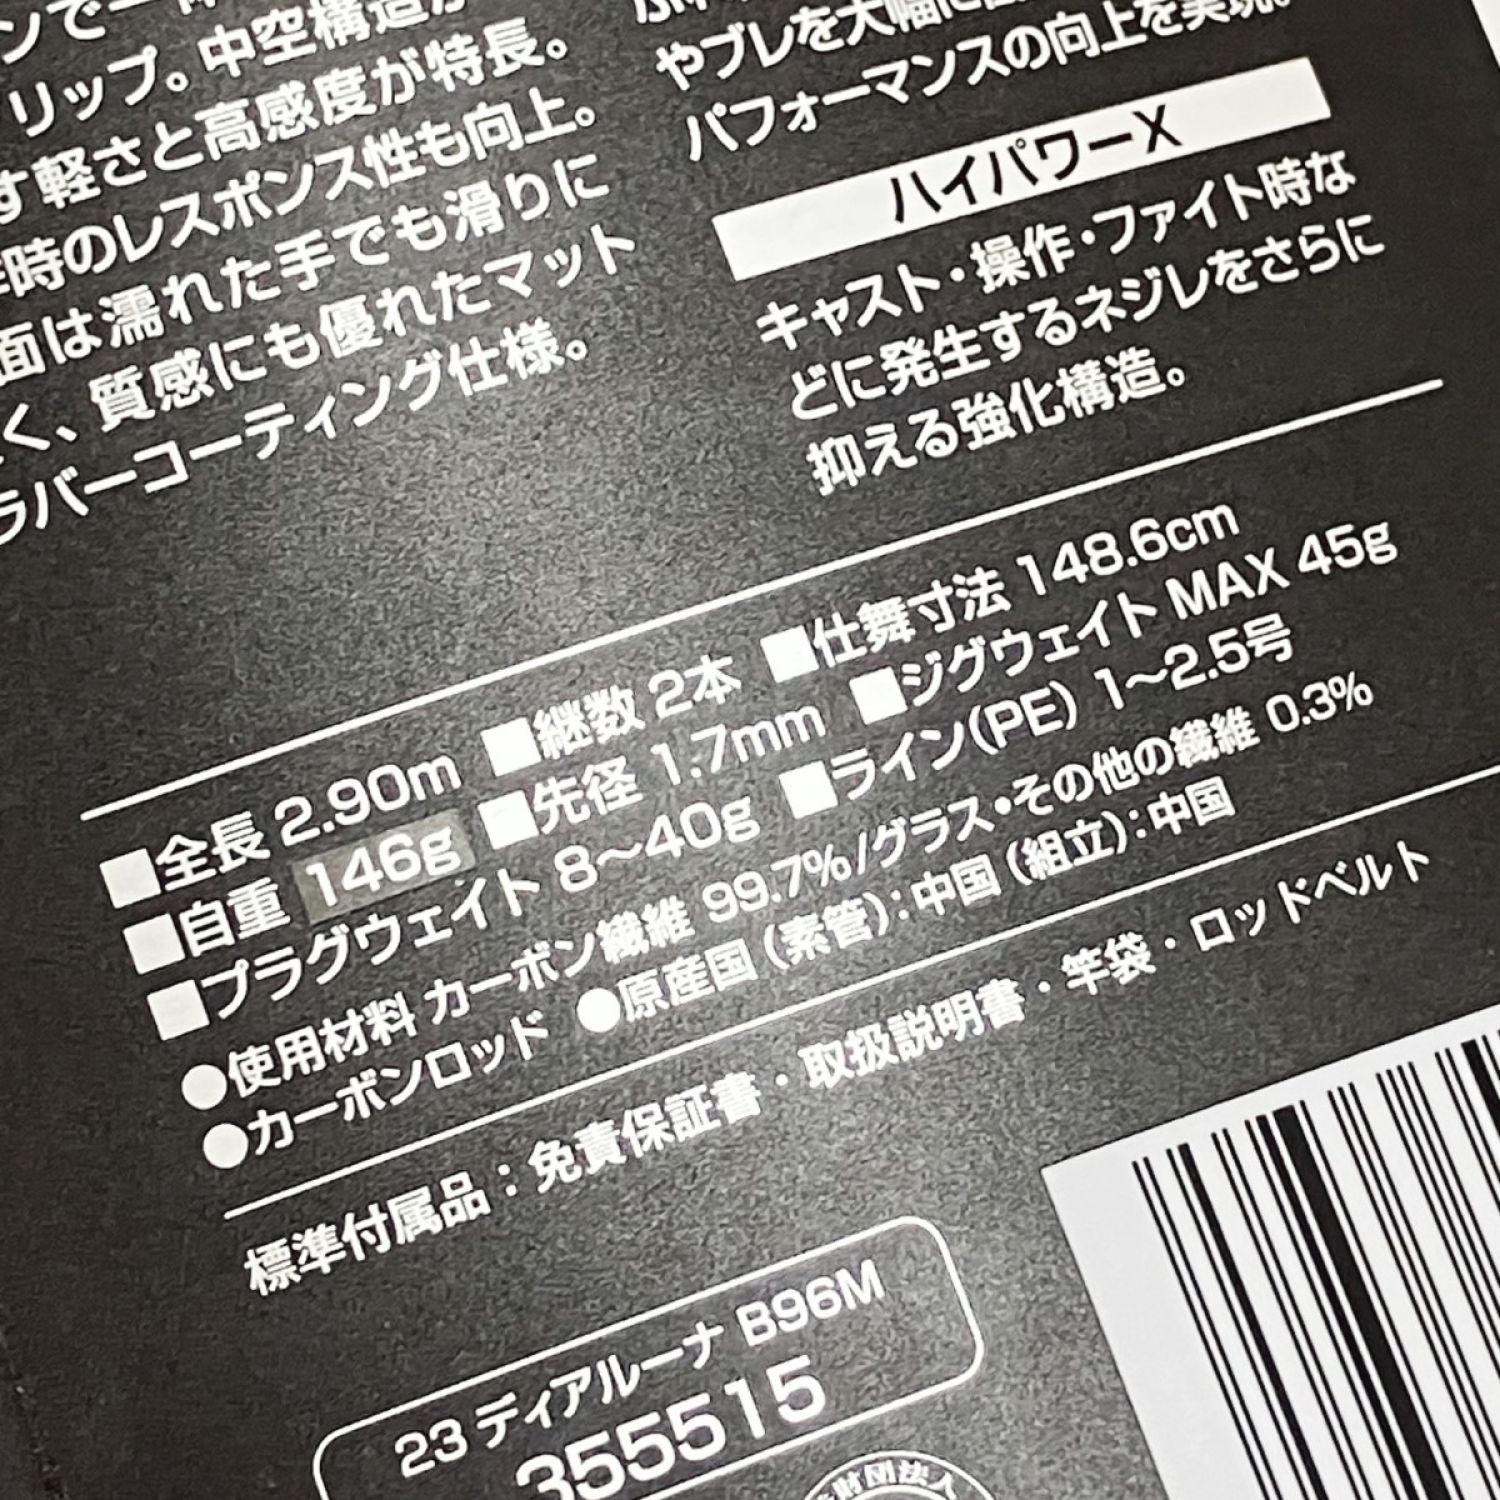 リップ。中空構造
す軽さと高感度が特長。
時のレスポンス性も向上。
面は濡れた手でも滑りに
く、質感にも優れたマット
ラバーコーティング仕様。
やブレを大幅に
パフォーマンスの向上を実現。
ハイパワーX
キャスト・操作・ファイト時な
どに発生するネジレをさらに
抑える強化構造。
■全長 2.90m ■継数 2本 ■仕舞寸法 148.6cm
■自重 146g ■先径 1.7mm ■ジグウェイト MAX 45g
■プラグウェイト 8〜40g ■ライン(PE) 1〜2.5号
●使用材料 カーボン繊維 99.7%/グラス・その他の繊維 0.3%
●カーボンロッド ●原産国(素管):中国(組立):中国
標準付属品:免責保証書・取扱説明書・竿袋・ロッドベルト
23 ディアルーナ B96M
355515
財団法人